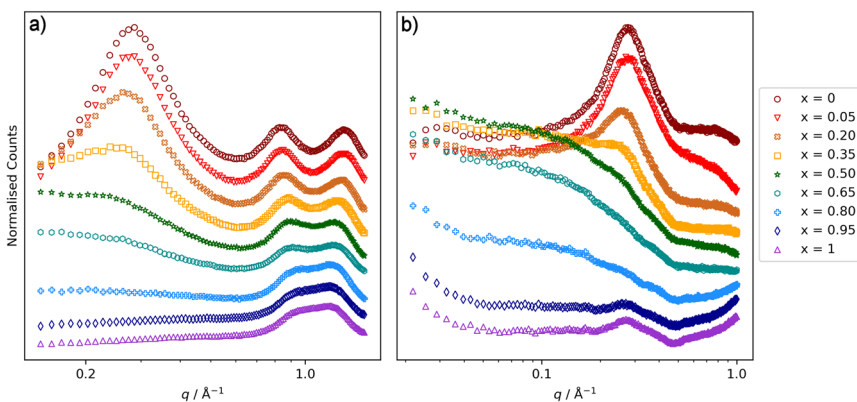 a)
b)
Normalised Counts
0.2
1.0
q / Å⁻¹
0.1
1.0
q / Å⁻¹
x = 0
x = 0.05
x = 0.20
x = 0.35
x = 0.50
x = 0.65
x = 0.80
x = 0.95
x = 1